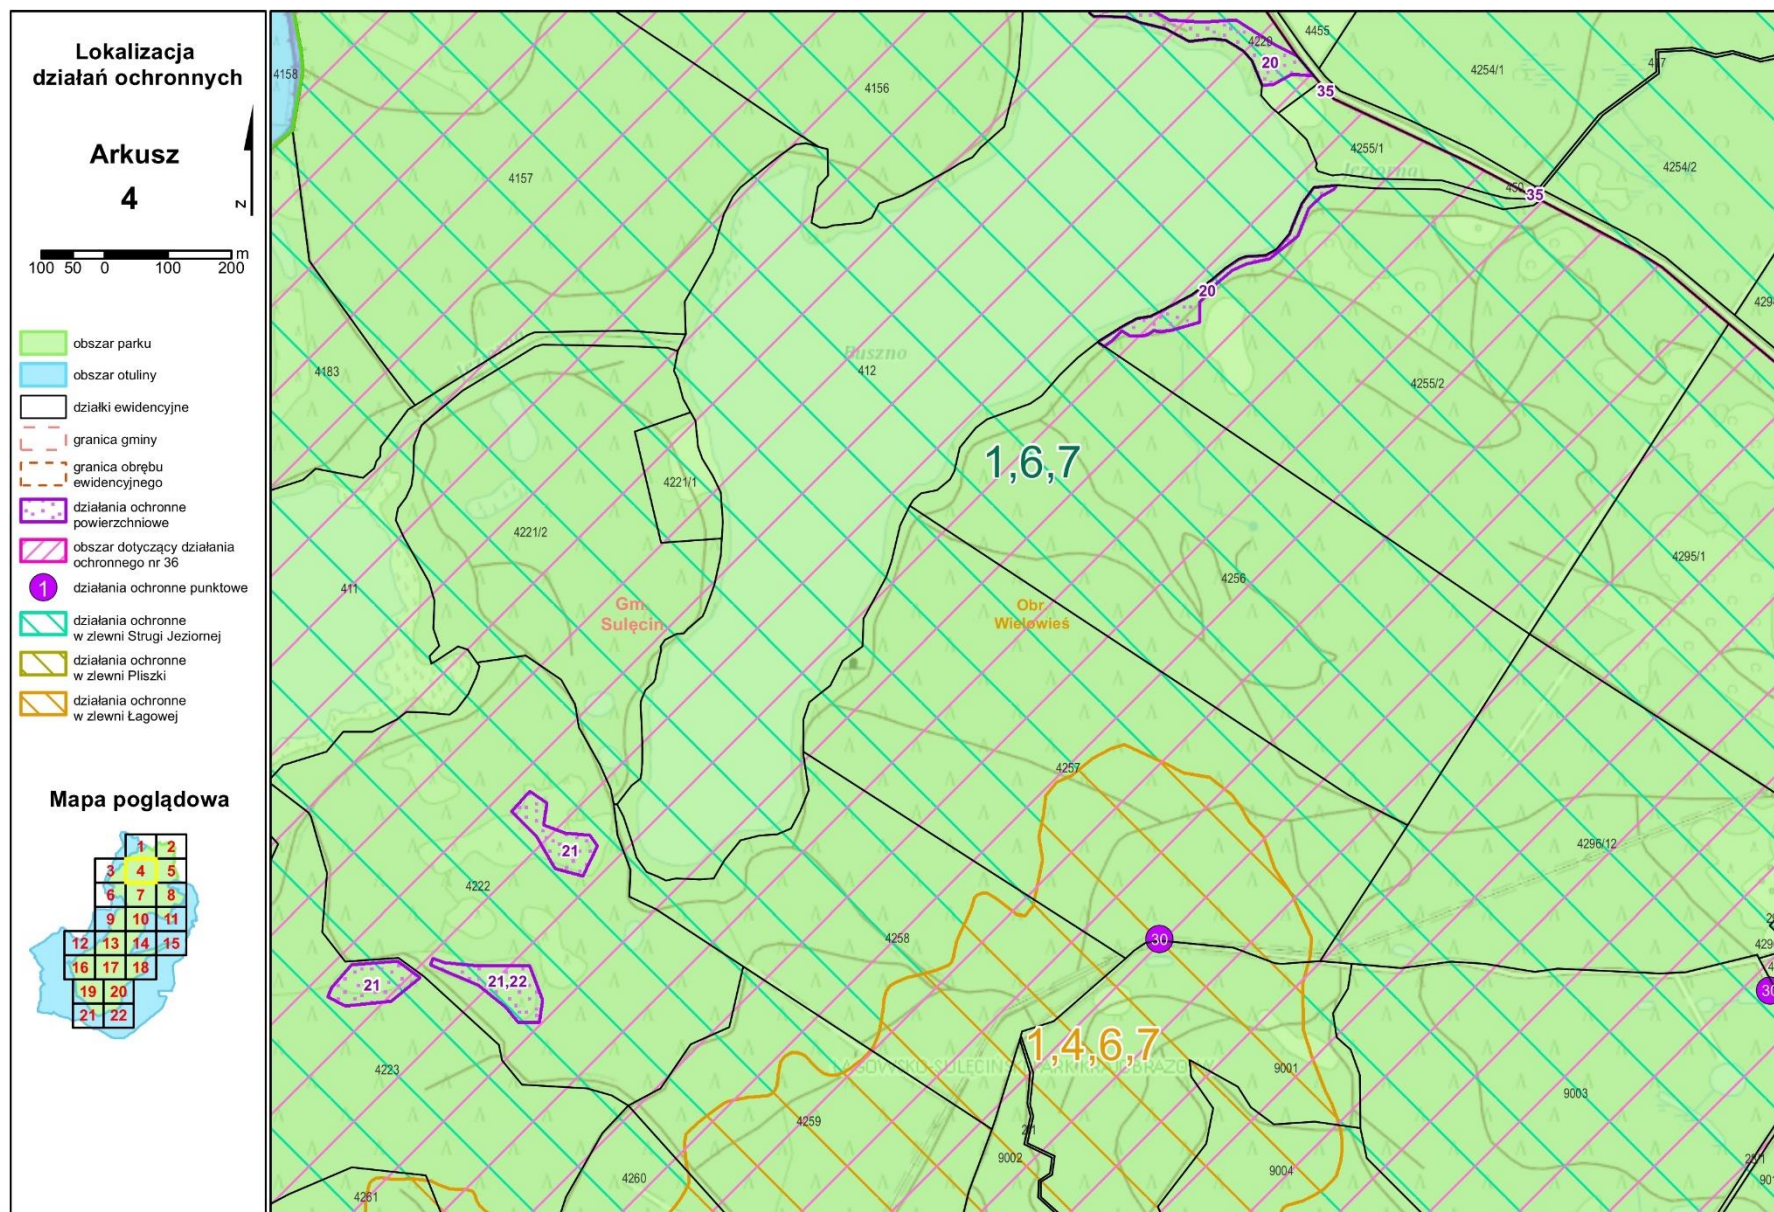 Lokalizacja
działań ochronnych
Arkusz
4
z
100 50 0 100 200 m
obszar parku
obszar otuliny
działki ewidencyjne
granica gminy
granica obrębu
ewidencyjnego
działania ochronne
powierzchniowe
obszar dotyczący działania
ochronnego nr 36
1
działania ochronne punktowe
działania ochronne
w zlewni Strugi Jeziornej
działania ochronne
w zlewni Pliszki
działania ochronne
w zlewni Łagowej
Mapa poglądowa
1 2
3 4 5
6 7 8
9 10 11
12 13 14 15
16 17 18
19 20
21 22
4158
4156
4220
4455
20
35
4254/1
4157
4255/1
Jeziorna
4254/2
450
35
20
4183
Buszno
412
4255/2
4221/1
1,6,7
4221/2
411
4256
4295/1
Gm.
Sulęcin
Obr.
Wielowieś
4257
21
4222
4296/12
4258
30
21
21,22
30
1,4,6,7
4223
9001
9003
4259
9002
9004
4260
4261